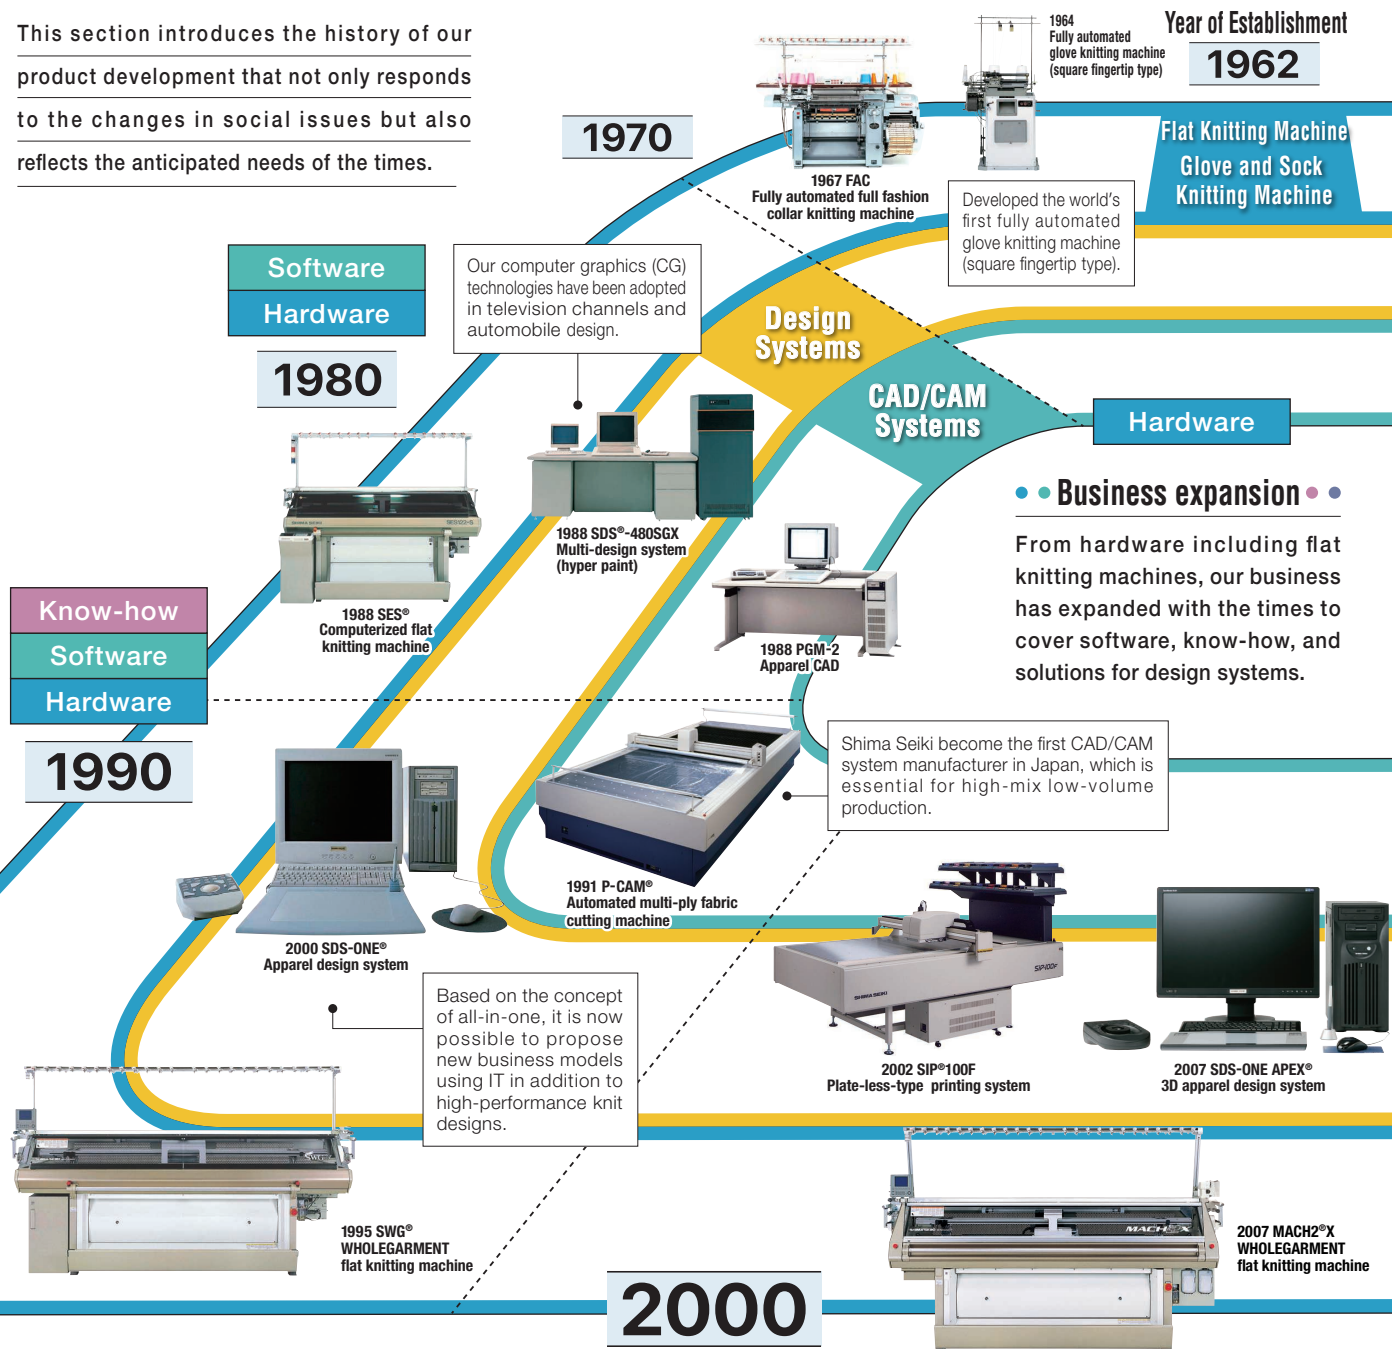 This section introduces the history of our
product development that not only responds
to the changes in social issues but also
reflects the anticipated needs of the times.
Year of Establishment
1962
1964
Fully automated
glove knitting machine
(square fingertip type)
Flat Knitting Machine
Glove and Sock
Knitting Machine
1970
1967 FAC
Fully automated full fashion
collar knitting machine
Developed the world's
first fully automated
glove knitting machine
(square fingertip type).
Software
Hardware
1980
Our computer graphics (CG)
technologies have been adopted
in television channels and
automobile design.
Design
Systems
CAD/CAM
Systems
Hardware
Business expansion
From hardware including flat
knitting machines, our business
has expanded with the times to
cover software, know-how, and
solutions for design systems.
SHIMA SEIKI
SES122-S
1988 SDS®-480SGX
Multi-design system
(hyper paint)
1988 SES®
Computerized flat
knitting machine
1988 PGM-2
Apparel CAD
Know-how
Software
Hardware
1990
Shima Seiki become the first CAD/CAM
system manufacturer in Japan, which is
essential for high-mix low-volume
production.
1991 P-CAM®
Automated multi-ply fabric
cutting machine
2000 SDS-ONE®
Apparel design system
SHIMA SEIKI
SIP100F
Based on the concept
of all-in-one, it is now
possible to propose
new business models
using IT in addition to
high-performance knit
designs.
2002 SIP®100F
Plate-less-type printing system
2007 SDS-ONE APEX®
3D apparel design system
SWG
1995 SWG®
WHOLEGARMENT
flat knitting machine
MACH2X
2007 MACH2®X
WHOLEGARMENT
flat knitting machine
2000